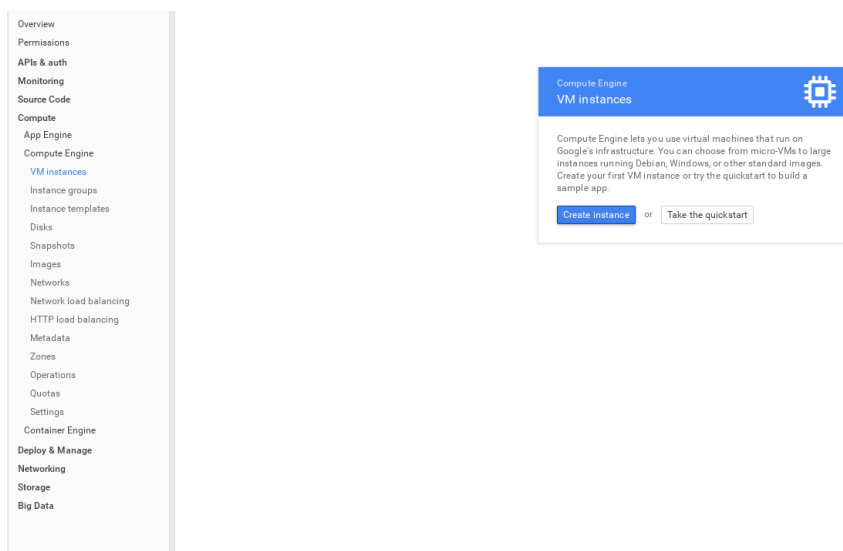 Overview
Permissions
APIs & auth
Monitoring
Source Code
Compute
App Engine
Compute Engine
VM instances
Instance groups
Instance templates
Disks
Snapshots
Images
Networks
Network load balancing
HTTP load balancing
Metadata
Zones
Operations
Quotas
Settings
Container Engine
Deploy & Manage
Networking
Storage
Big Data
Compute Engine
VM instances
Compute Engine lets you use virtual machines that run on
Google's infrastructure. You can choose from micro-VMs to large
instances running Debian, Windows, or other standard images.
Create your first VM instance or try the quickstart to build a
sample app.
Create instance or Take the quickstart